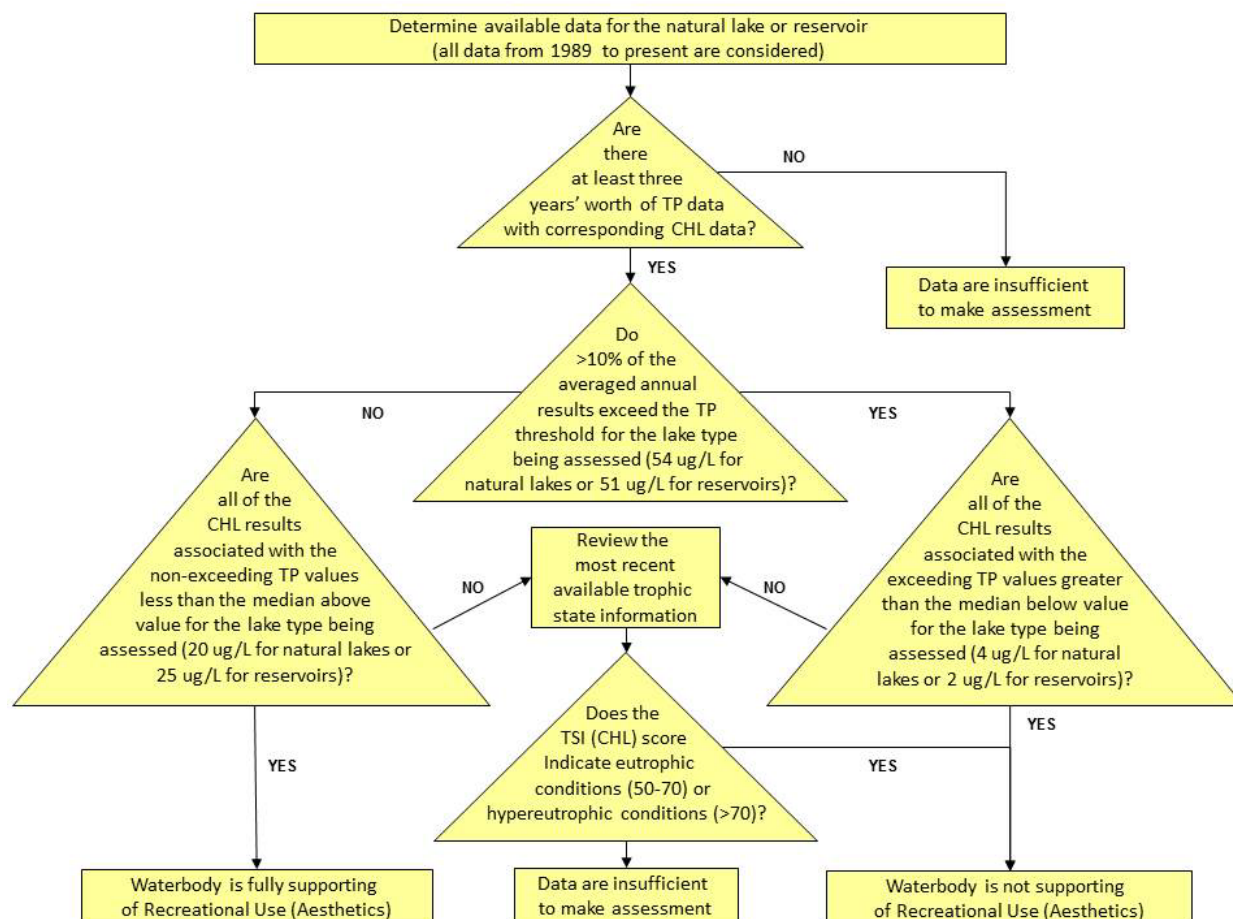 Determine available data for the natural lake or reservoir
(all data from 1989 to present are considered)
Are
there
at least three
years' worth of TP data
with corresponding CHL data?
NO
YES
Data are insufficient
to make assessment
Do
>10% of the
averaged annual
results exceed the TP
threshold for the lake type
being assessed (54 ug/L for
natural lakes or 51 ug/L for reservoirs)?
NO
YES
Are
all of the
CHL results
associated with the
non-exceeding TP values
less than the median above
value for the lake type being
assessed (20 ug/L for natural lakes or
25 ug/L for reservoirs)?
NO
Review the
most recent
available trophic
state information
NO
Are
all of the
CHL results
associated with the
exceeding TP values greater
than the median below value
for the lake type being
assessed (4 ug/L for natural
lakes or 2 ug/L for reservoirs)?
Does the
TSI (CHL) score
Indicate eutrophic
conditions (50-70) or
hypereutrophic conditions (>70)?
YES
YES
YES
Waterbody is fully supporting
of Recreational Use (Aesthetics)
Data are insufficient
to make assessment
Waterbody is not supporting
of Recreational Use (Aesthetics)